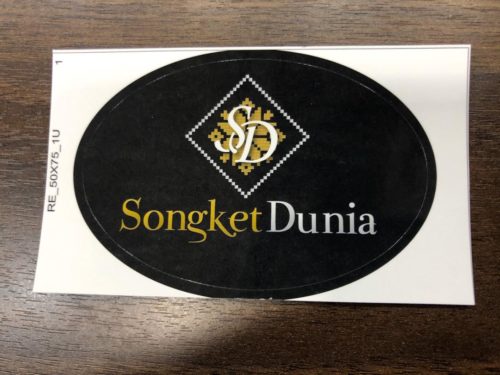 1
RE_50X75_1U
SD
Songket Dunia